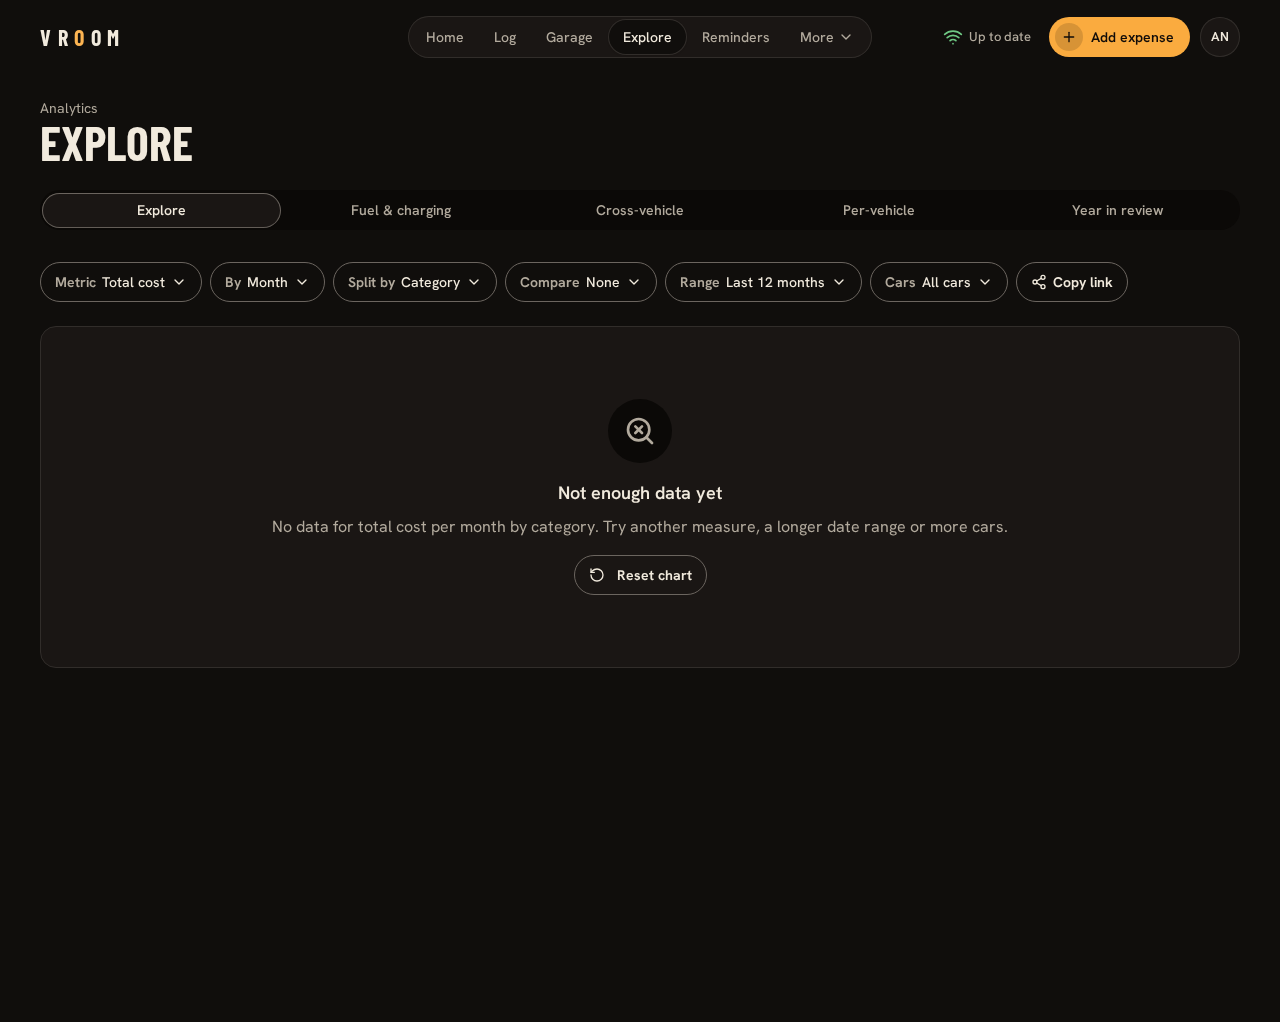 VROOM
Home Log Garage Explore Reminders More
Up to date
Add expense
AN
Analytics
EXPLORE
Explore Fuel & charging Cross-vehicle Per-vehicle Year in review
Metric Total cost By Month Split by Category Compare None Range Last 12 months Cars All cars Copy link
Not enough data yet
No data for total cost per month by category. Try another measure, a longer date range or more cars.
Reset chart